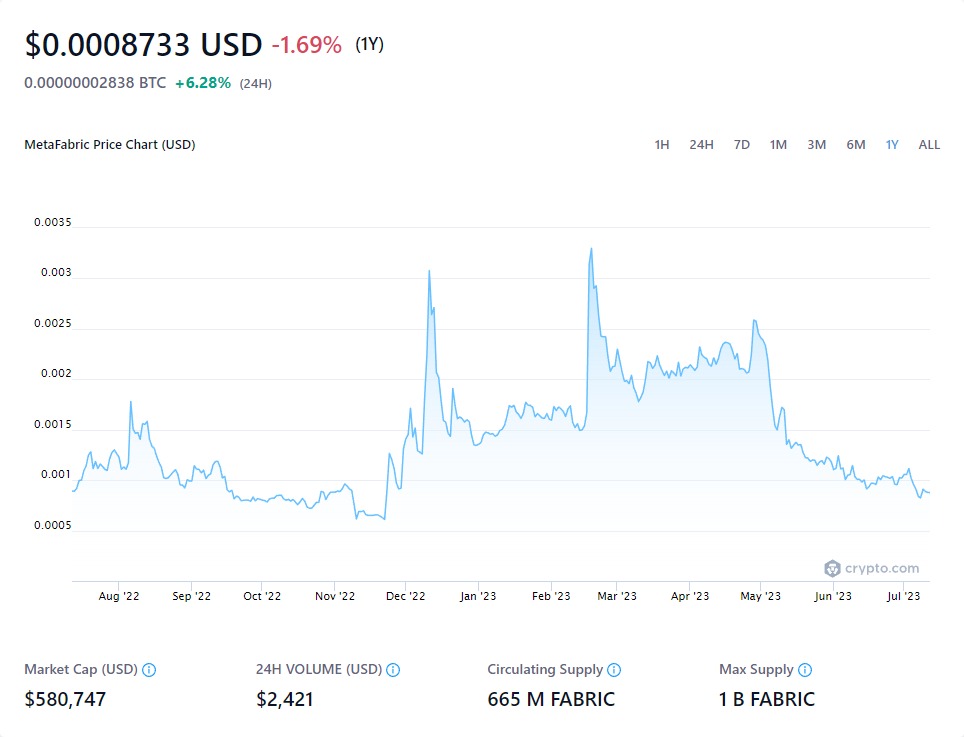 $0.0008733 USD -1.69% (1Y)
0.00000002838 BTC +6.28% (24H)
MetaFabric Price Chart (USD) 1H 24H 7D 1M 3M 6M 1Y ALL
0.0035
0.003
0.0025
0.002
0.0015
0.001
0.0005
crypto.com
Aug '22 Sep '22 Oct '22 Nov '22 Dec '22 Jan '23 Feb '23 Mar '23 Apr '23 May '23 Jun '23 Jul '23
Market Cap (USD) 24H VOLUME (USD) Circulating Supply Max Supply
$580,747 $2,421 665 M FABRIC 1 B FABRIC